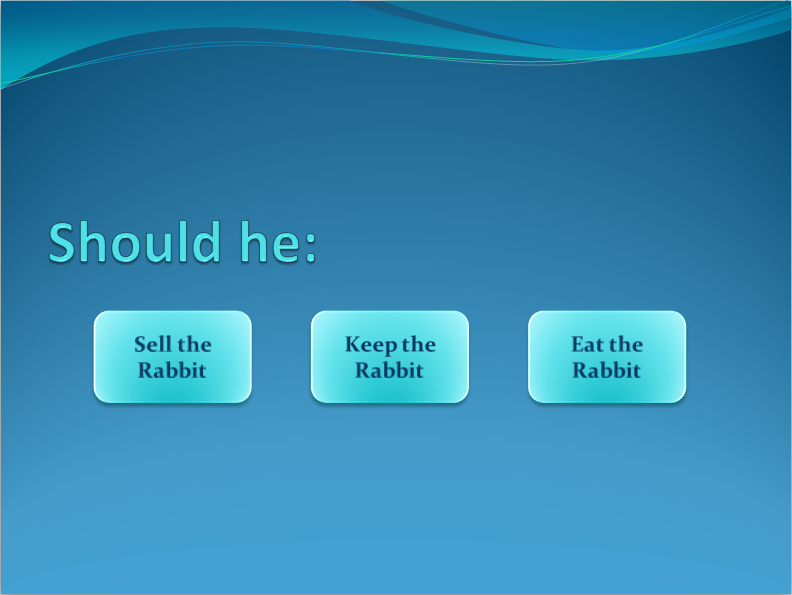 Should he:
Sell the
Rabbit
Keep the
Rabbit
Eat the
Rabbit